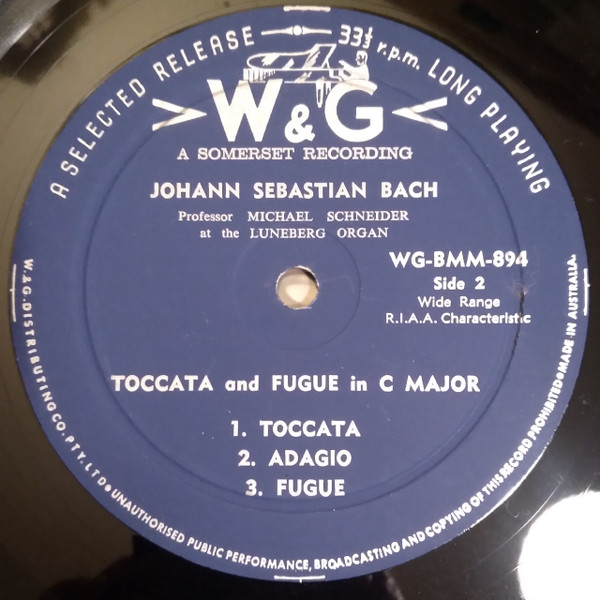 A SELECTED RELEASE
33⅓ r.p.m. LONG PLAYING
W&G
A SOMERSET RECORDING
JOHANN SEBASTIAN BACH
Professor MICHAEL SCHNEIDER
at the LUNEBERG ORGAN
WG-BMM-894
Side 2
Wide Range
R.I.A.A. Characteristic
TOCCATA and FUGUE in C MAJOR
1. TOCCATA
2. ADAGIO
3. FUGUE
W.&G. DISTRIBUTING CO. PTY. LTD • UNAUTHORISED PUBLIC PERFORMANCE, BROADCASTING AND COPYING OF THIS RECORD PROHIBITED • MADE IN AUSTRALIA